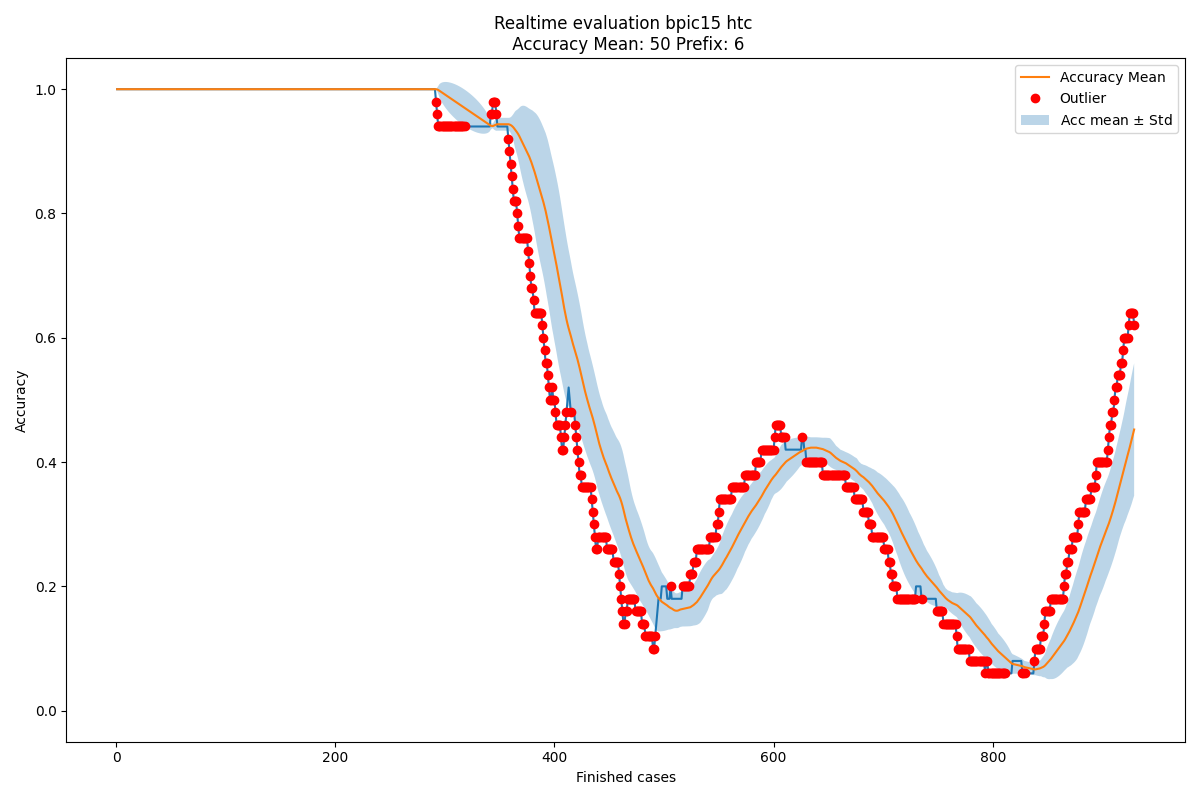 Realtime evaluation bpic15 htc
Accuracy Mean: 50 Prefix: 6
Accuracy Mean
Outlier
Acc mean ± Std
1.0
0.8
0.6
0.4
0.2
0.0
Accuracy
0
200
400
600
800
Finished cases